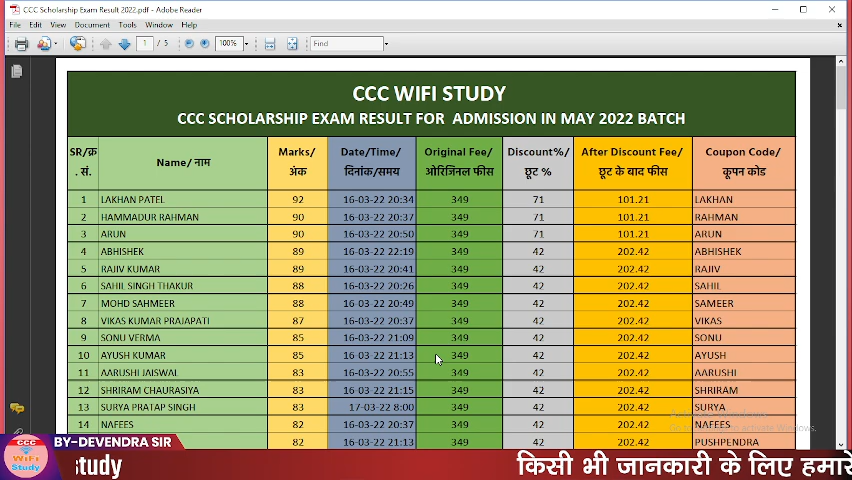 CCC Scholarship Exam Result 2022.pdf - Adobe Reader
File Edit View Document Tools Window Help
1 / 5 100% Find
CCC WIFI STUDY
CCC SCHOLARSHIP EXAM RESULT FOR ADMISSION IN MAY 2022 BATCH
SR/क्र. सं. Name/ नाम Marks/ अंक Date/Time/ दिनांक/समय Original Fee/ ओरिजिनल फीस Discount%/ छूट % After Discount Fee/ छूट के बाद फीस Coupon Code/ कूपन कोड
1 LAKHAN PATEL 92 16-03-22 20:34 349 71 101.21 LAKHAN
2 HAMMADUR RAHMAN 90 16-03-22 20:37 349 71 101.21 RAHMAN
3 ARUN 90 16-03-22 20:50 349 71 101.21 ARUN
4 ABHISHEK 89 16-03-22 22:19 349 42 202.42 ABHISHEK
5 RAJIV KUMAR 89 16-03-22 20:41 349 42 202.42 RAJIV
6 SAHIL SINGH THAKUR 88 16-03-22 20:26 349 42 202.42 SAHIL
7 MOHD SAHMEER 88 16-03-22 20:49 349 42 202.42 SAMEER
8 VIKAS KUMAR PRAJAPATI 87 16-03-22 20:37 349 42 202.42 VIKAS
9 SONU VERMA 85 16-03-22 21:09 349 42 202.42 SONU
10 AYUSH KUMAR 85 16-03-22 21:13 349 42 202.42 AYUSH
11 AARUSHI JAISWAL 83 16-03-22 20:55 349 42 202.42 AARUSHI
12 SHRIRAM CHAURASIYA 83 16-03-22 21:15 349 42 202.42 SHRIRAM
13 SURYA PRATAP SINGH 83 17-03-22 8:00 349 42 202.42 SURYA
14 NAFEES 82 16-03-22 20:37 349 42 202.42 NAFEES
82 16-03-22 21:13 349 42 202.42 PUSHPENDRA
CCC
WiFi
Study
BY-DEVENDRA SIR
study किसी भी जानकारी के लिए हमारे